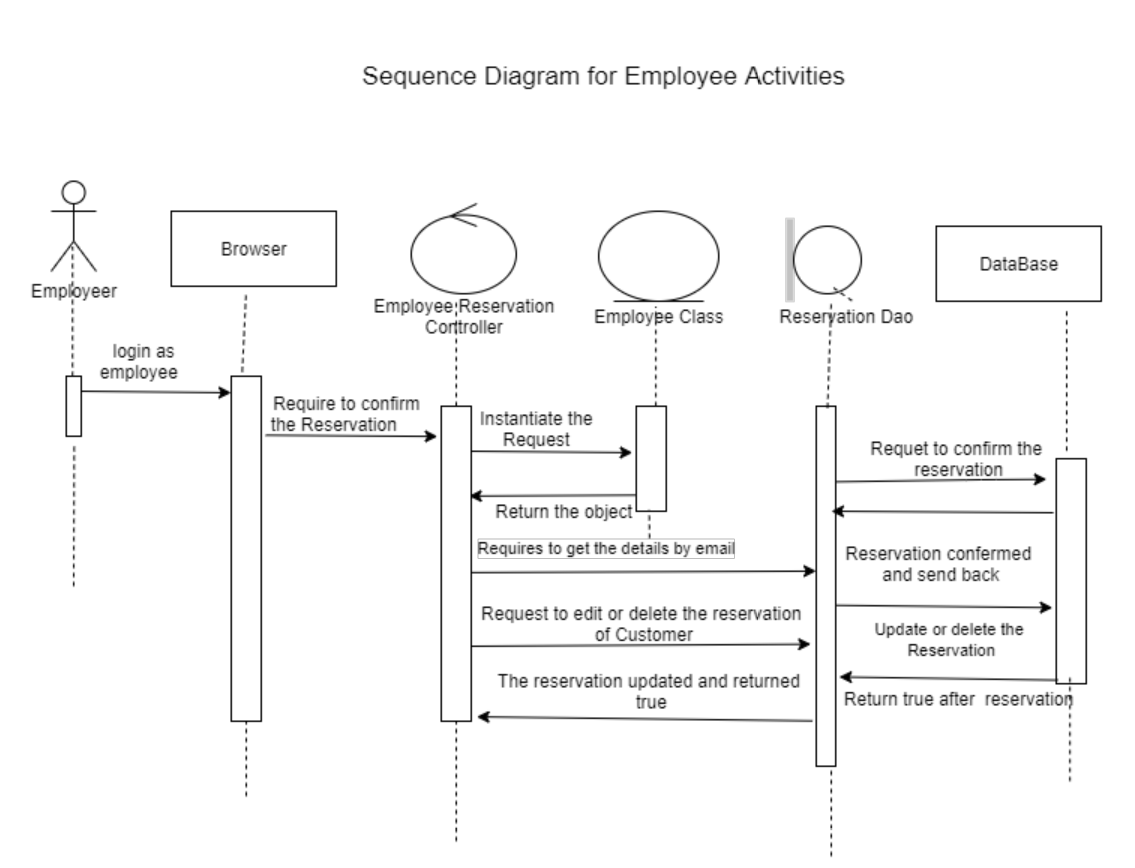 Sequence Diagram for Employee Activities
Employeer
Browser
Employee Reservation
Controller
Employee Class
Reservation Dao
DataBase
login as
employee
Require to confirm
the Reservation
Instantiate the
Request
Return the object
Requires to get the details by email
Request to edit or delete the reservation
of Customer
The reservation updated and returned
true
Requet to confirm the
reservation
Reservation confermed
and send back
Update or delete the
Reservation
Return true after reservation